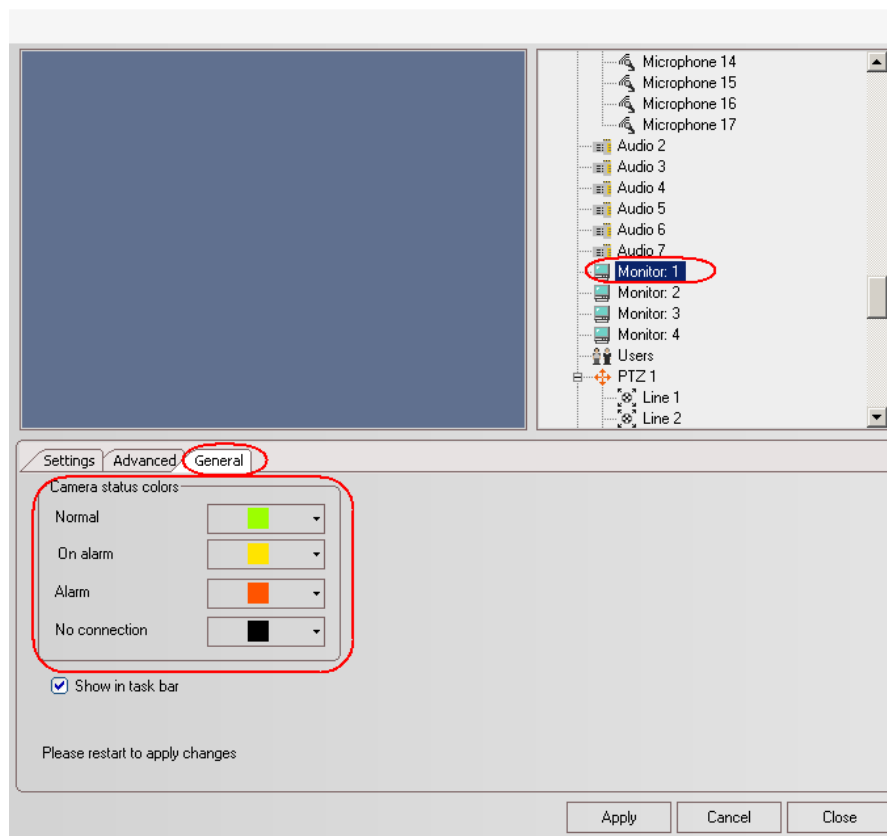 Microphone 14
Microphone 15
Microphone 16
Microphone 17
Audio 2
Audio 3
Audio 4
Audio 5
Audio 6
Audio 7
Monitor: 1
Monitor: 2
Monitor: 3
Monitor: 4
Users
PTZ 1
Line 1
Line 2
Settings Advanced General
Camera status colors
Normal
On alarm
Alarm
No connection
Show in task bar
Please restart to apply changes
Apply Cancel Close